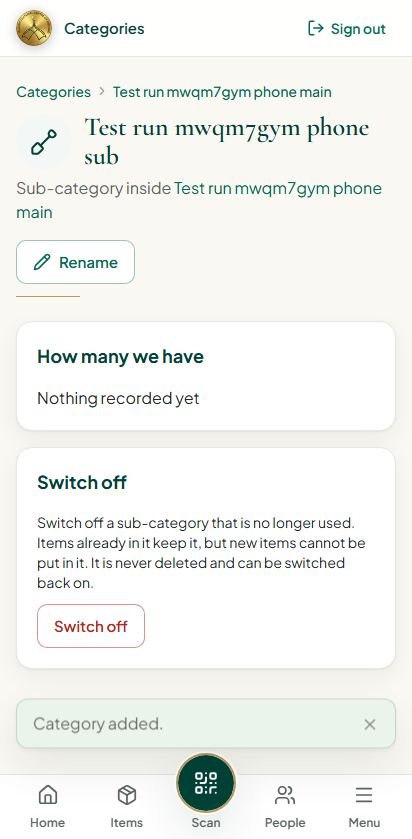 Categories
Sign out
Categories > Test run mwqm7gym phone main
Test run mwqm7gym phone
sub
Sub-category inside Test run mwqm7gym phone
main
Rename
How many we have
Nothing recorded yet
Switch off
Switch off a sub-category that is no longer used.
Items already in it keep it, but new items cannot be
put in it. It is never deleted and can be switched
back on.
Switch off
Category added.
Home
Items
Scan
People
Menu